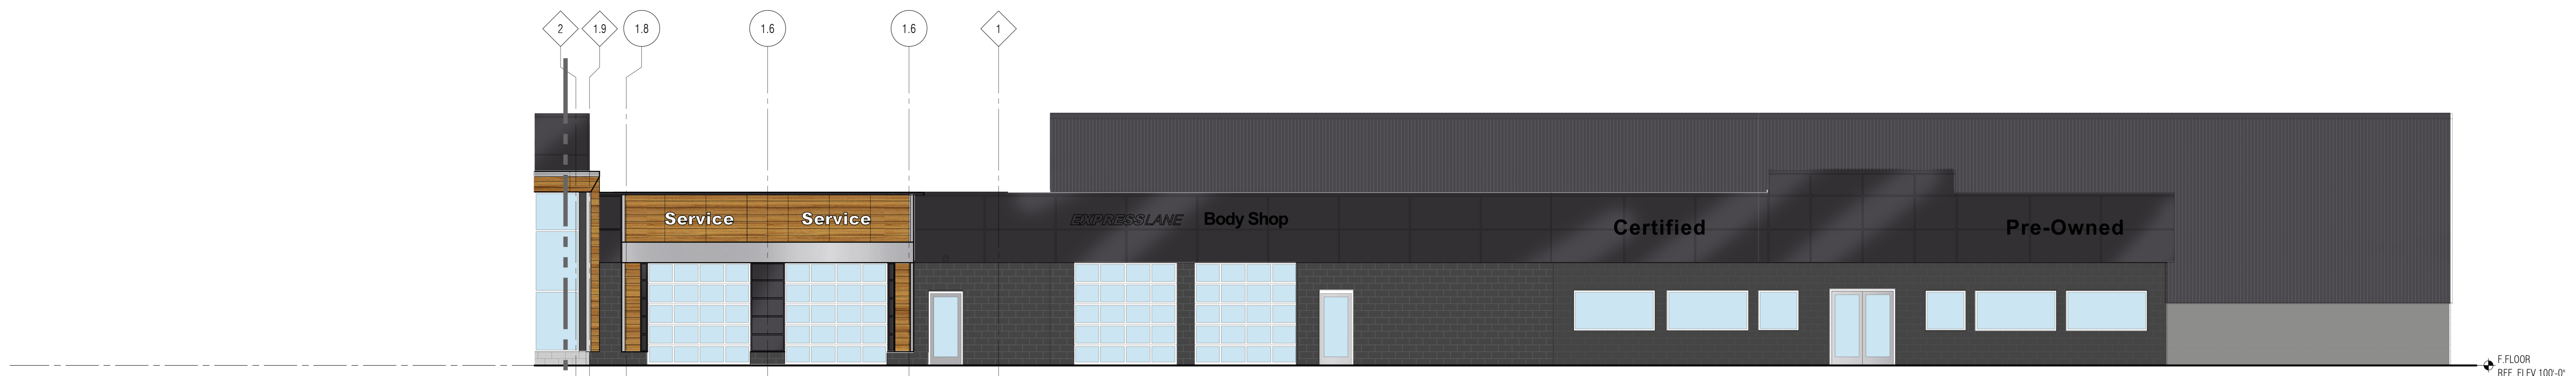 2
1.9
1.8
1.6
1.6
1
Service
Service
EXPRESSLANE
Body Shop
Certified
Pre-Owned
F.FLOOR
REF. ELEV 100'-0"